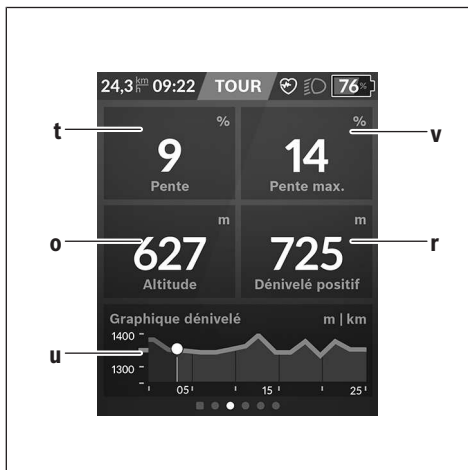 24,3 km/h 09:22 TOUR 76%
t % % v
9 14
Pente Pente max.
o m m r
627 725
Altitude Dénivelé positif
Graphique dénivelé m | km
1400
u
1300
05 15 25